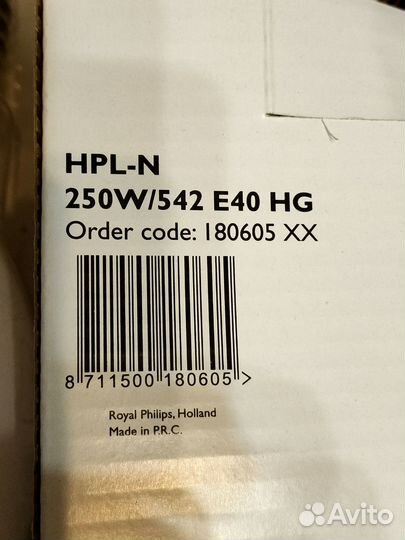 HPL-N
250W/542 E40 HG
Order code: 180605 XX
8 711500 180605 >
Royal Philips, Holland
Made in P.R.C.
Avito